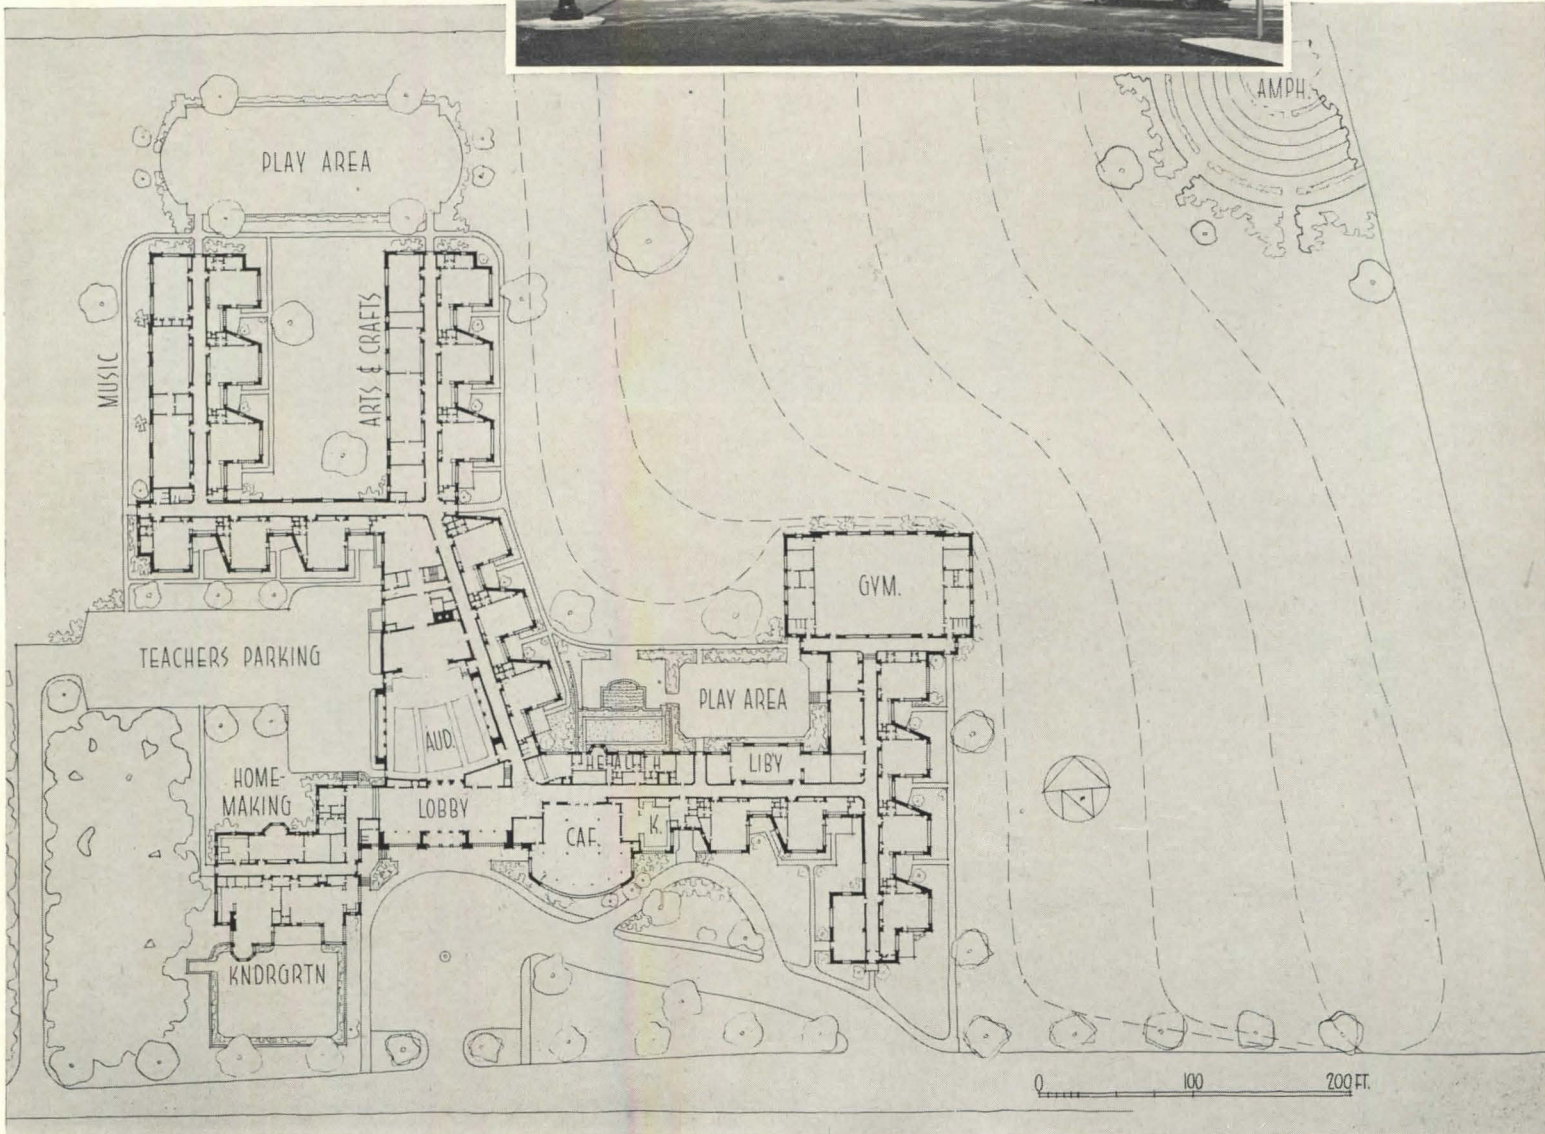 AMPH.
PLAY AREA
MUSIC
ARTS & CRAFTS
GYM.
TEACHERS PARKING
PLAY AREA
AUD.
HEALTH
LIBY
HOME-
MAKING
LOBBY
CAF.
K.
KNDRGRTN
N
0 100 200 FT.